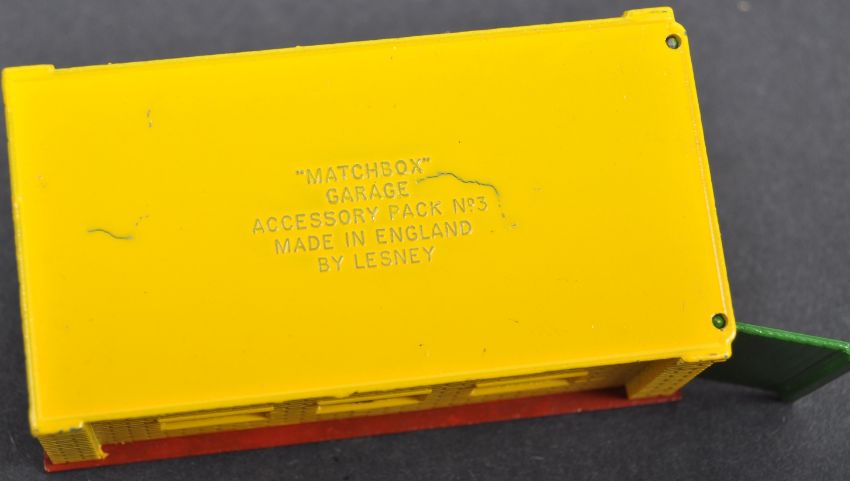 "MATCHBOX"
GARAGE
ACCESSORY PACK Nº3
MADE IN ENGLAND
BY LESNEY